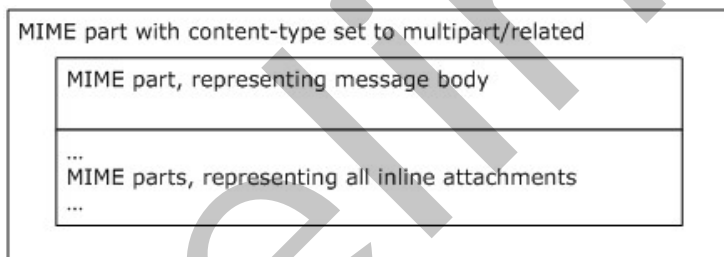 MIME part with content-type set to multipart/related
MIME part, representing message body
...
MIME parts, representing all inline attachments
...